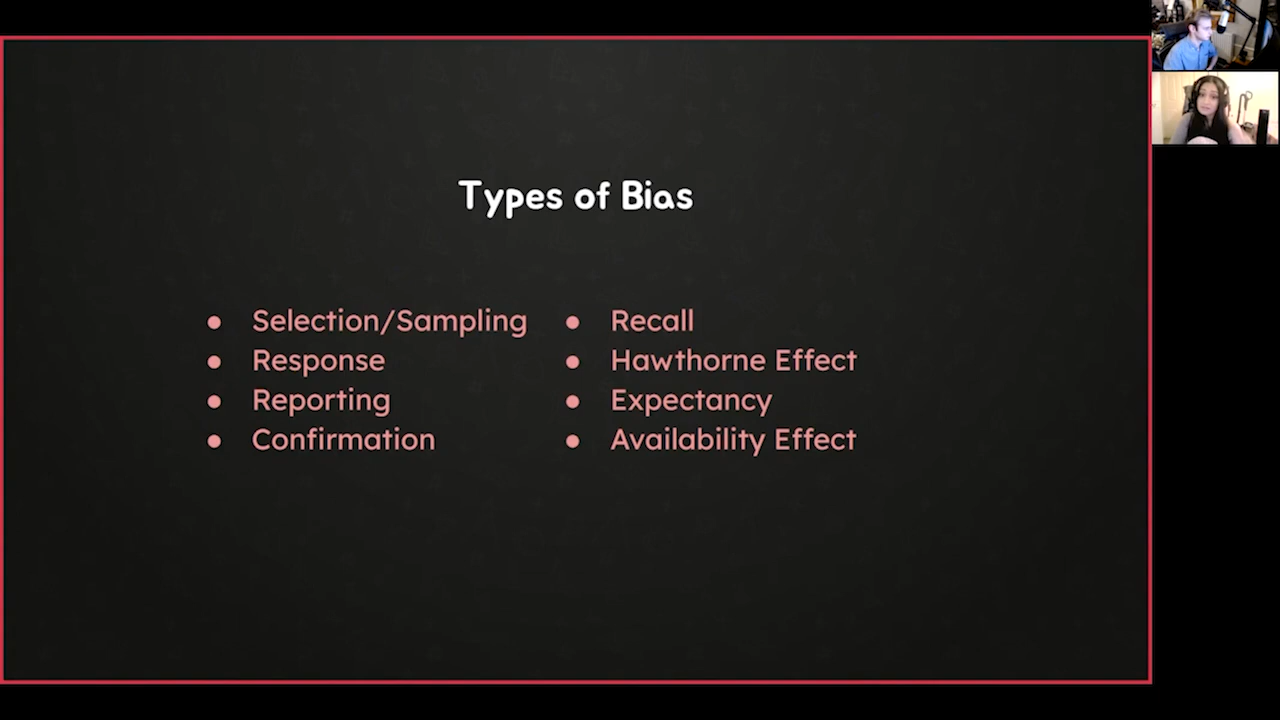 Types of Bias
● Selection/Sampling
● Response
● Reporting
● Confirmation
● Recall
● Hawthorne Effect
● Expectancy
● Availability Effect